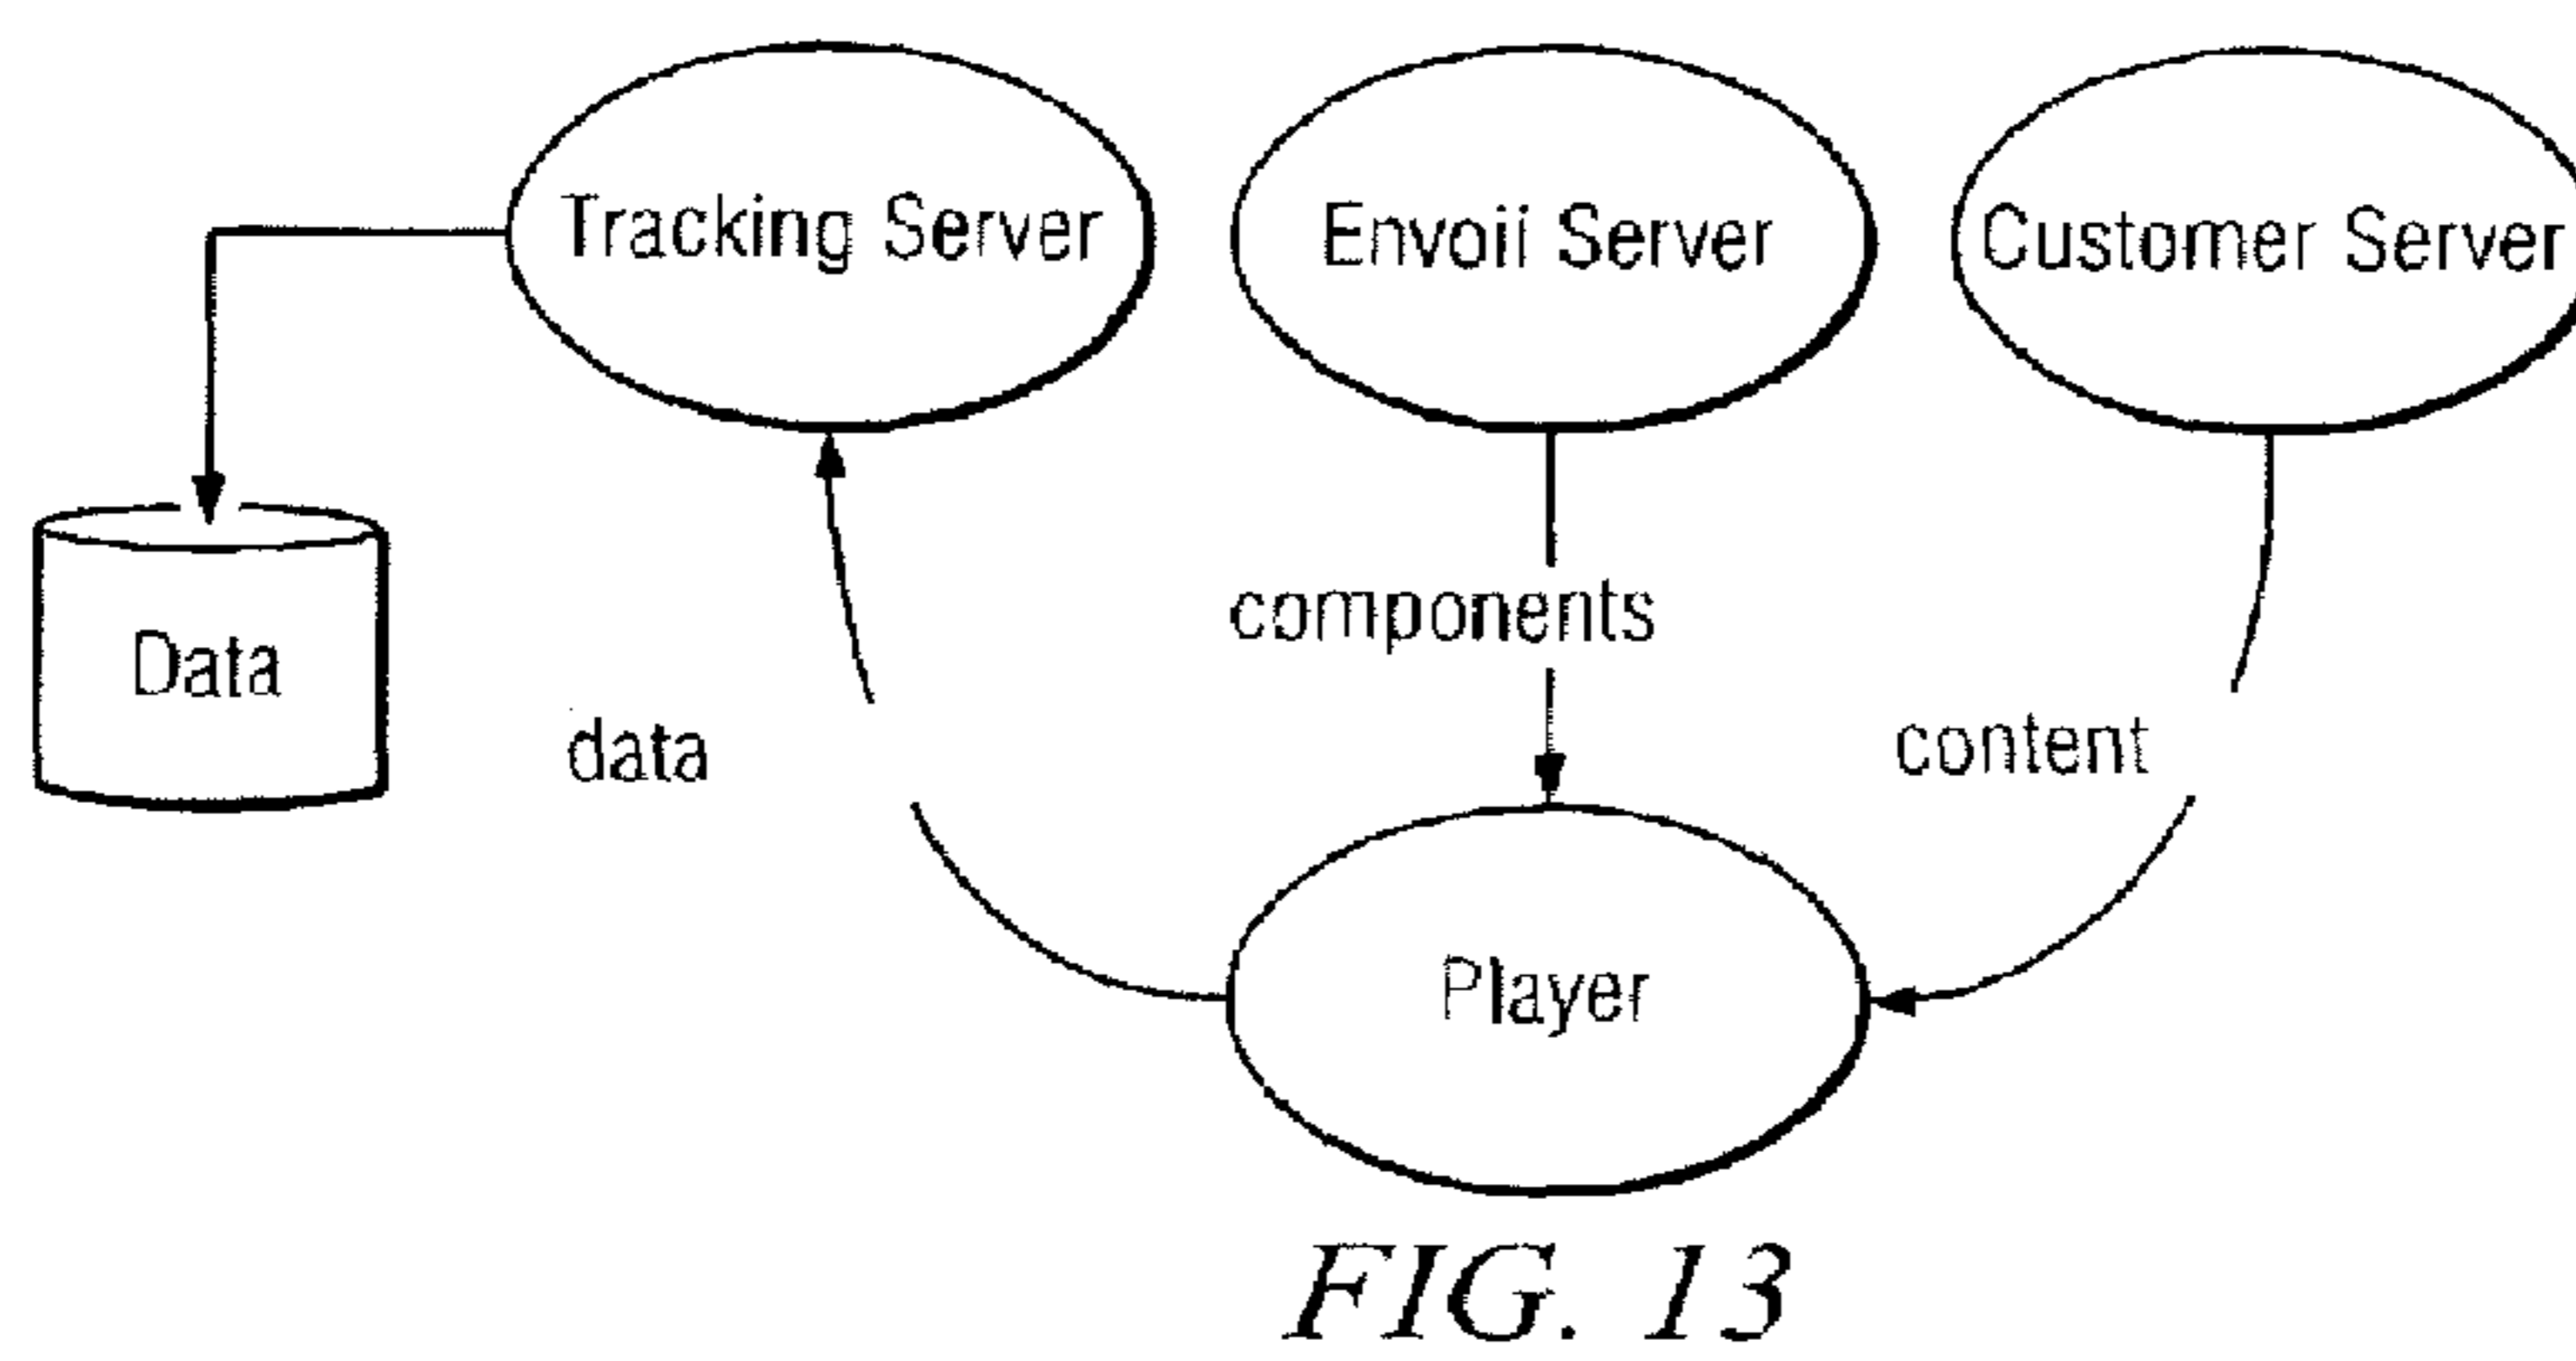 Tracking Server
Envoii Server
Customer Server
components
Data
data
content
Player
FIG. 13